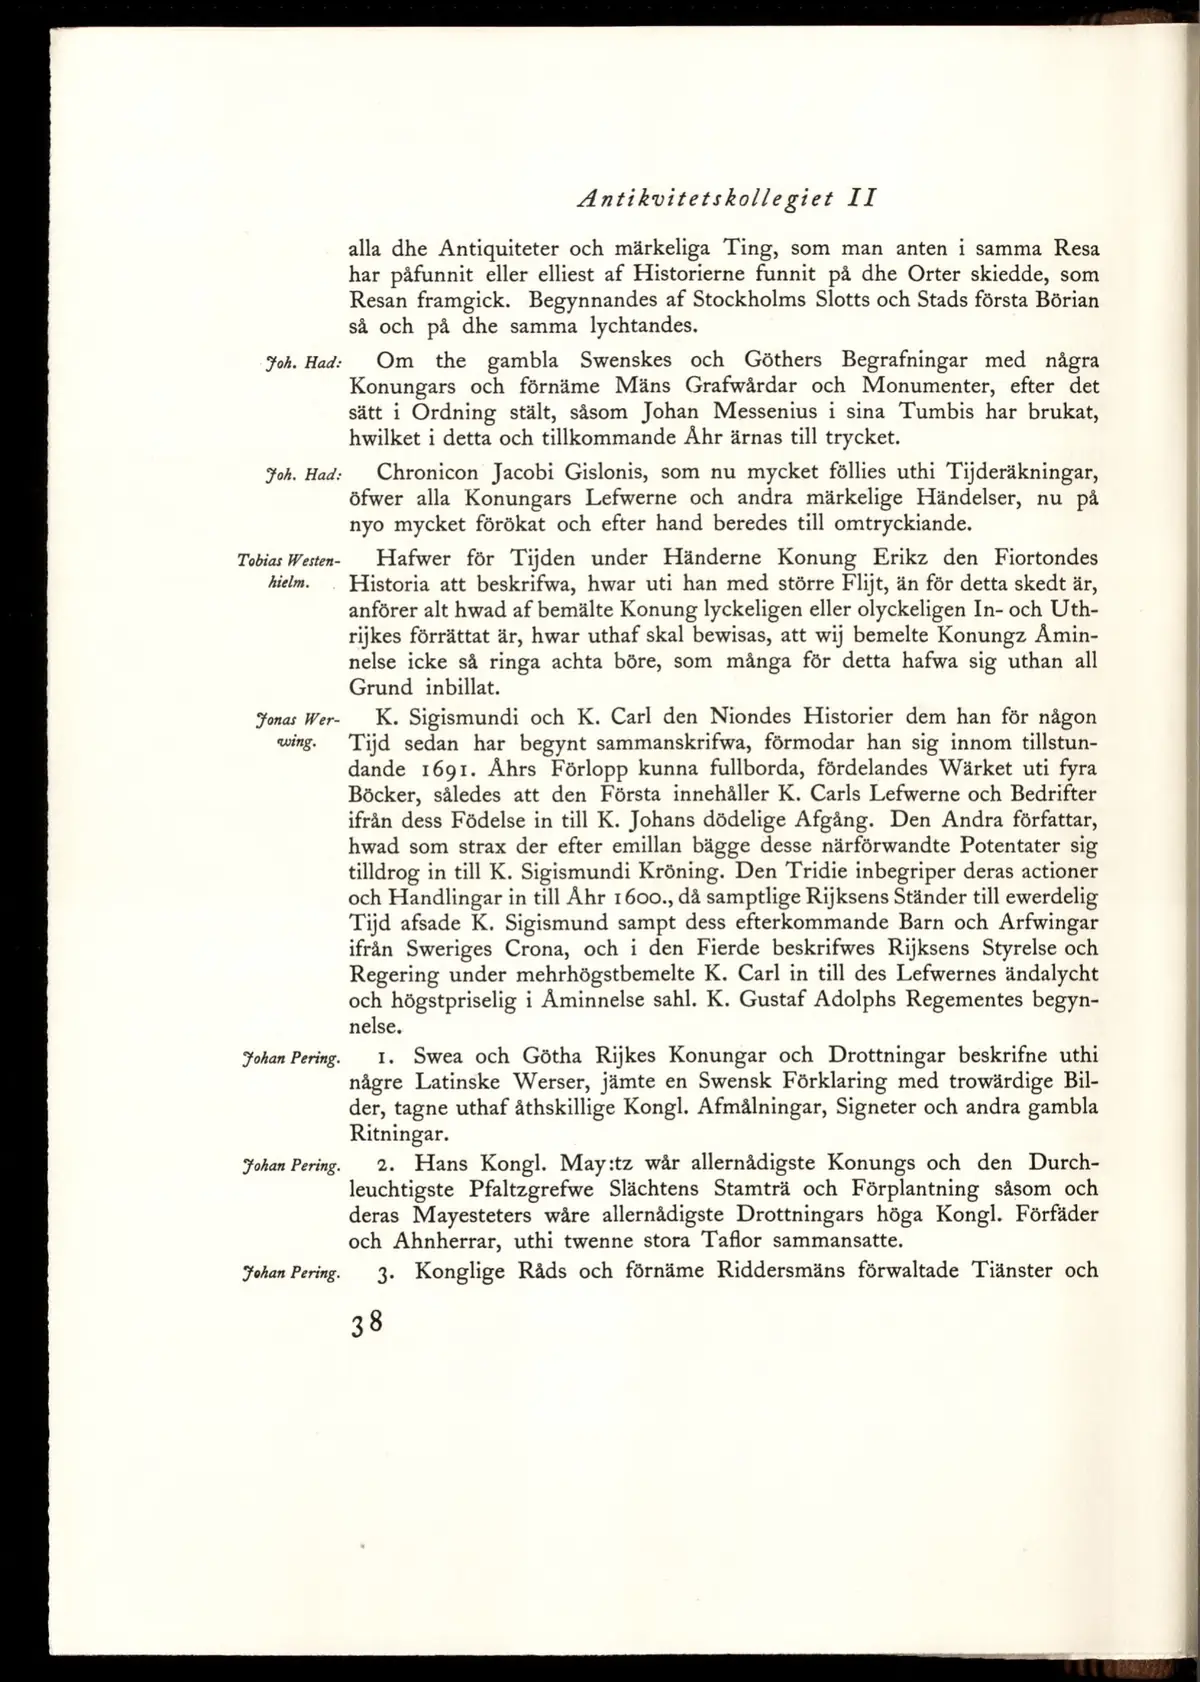 Antikvitetskollegiet II
alla dhe Antiquiteter och märkeliga Ting, som man anten i samma Resa
har påfunnit eller elliest af Historierne funnit på dhe Orter skiedde, som
Resan framgick. Begynnandes af Stockholms Slotts och Stads första Börian
så och på dhe samma lychtandes.
Joh. Had: Om the gambla Swenskes och Göthers Begrafningar med några
Konungars och förnäme Mäns Grafwårdar och Monumenter, efter det
sätt i Ordning stält, såsom Johan Messenius i sina Tumbis har brukat,
hwilket i detta och tillkommande Åhr ärnas till trycket.
Joh. Had: Chronicon Jacobi Gislonis, som nu mycket föllies uthi Tijderäkningar,
öfwer alla Konungars Lefwerne och andra märkelige Händelser, nu på
nyo mycket förökat och efter hand beredes till omtryckiande.
Tobias Westen- Hafwer för Tijden under Händerne Konung Erikz den Fiortondes
hielm. Historia att beskrifwa, hwar uti han med större Flijt, än för detta skedt är,
anförer alt hwad af bemälte Konung lyckeligen eller olyckeligen In- och Uth-
rijkes förrättat är, hwar uthaf skal bewisas, att wij bemelte Konungz Åmin-
nelse icke så ringa achta böre, som många för detta hafwa sig uthan all
Grund inbillat.
Jonas Wer- K. Sigismundi och K. Carl den Niondes Historier dem han för någon
wing. Tijd sedan har begynt sammanskrifwa, förmodar han sig innom tillstun-
dande 1691. Åhrs Förlopp kunna fullborda, fördelandes Wärket uti fyra
Böcker, således att den Första innehåller K. Carls Lefwerne och Bedrifter
ifrån dess Födelse in till K. Johans dödelige Afgång. Den Andra författar,
hwad som strax der efter emillan bägge desse närförwandte Potentater sig
tilldrog in till K. Sigismundi Kröning. Den Tridie inbegriper deras actioner
och Handlingar in till Åhr 1600., då samptlige Rijksens Ständer till ewerdelig
Tijd afsade K. Sigismund sampt dess efterkommande Barn och Arfwingar
ifrån Sweriges Crona, och i den Fierde beskrifwes Rijksens Styrelse och
Regering under mehrhögstbemelte K. Carl in till des Lefwernes ändalycht
och högstpriselig i Åminnelse sahl. K. Gustaf Adolphs Regementes begyn-
nelse.
Johan Pering. 1. Swea och Götha Rijkes Konungar och Drottningar beskrifne uthi
någre Latinske Werser, jämte en Swensk Förklaring med trowärdige Bil-
der, tagne uthaf åthskillige Kongl. Afmålningar, Signeter och andra gambla
Ritningar.
Johan Pering. 2. Hans Kongl. May:tz wår allernådigste Konungs och den Durch-
leuchtigste Pfaltzgrefwe Slächtens Stamträ och Förplantning såsom och
deras Mayesteters wåre allernådigste Drottningars höga Kongl. Förfäder
och Ahnherrar, uthi twenne stora Taflor sammansatte.
Johan Pering. 3. Konglige Råds och förnäme Riddersmäns förwaltade Tiänster och
38